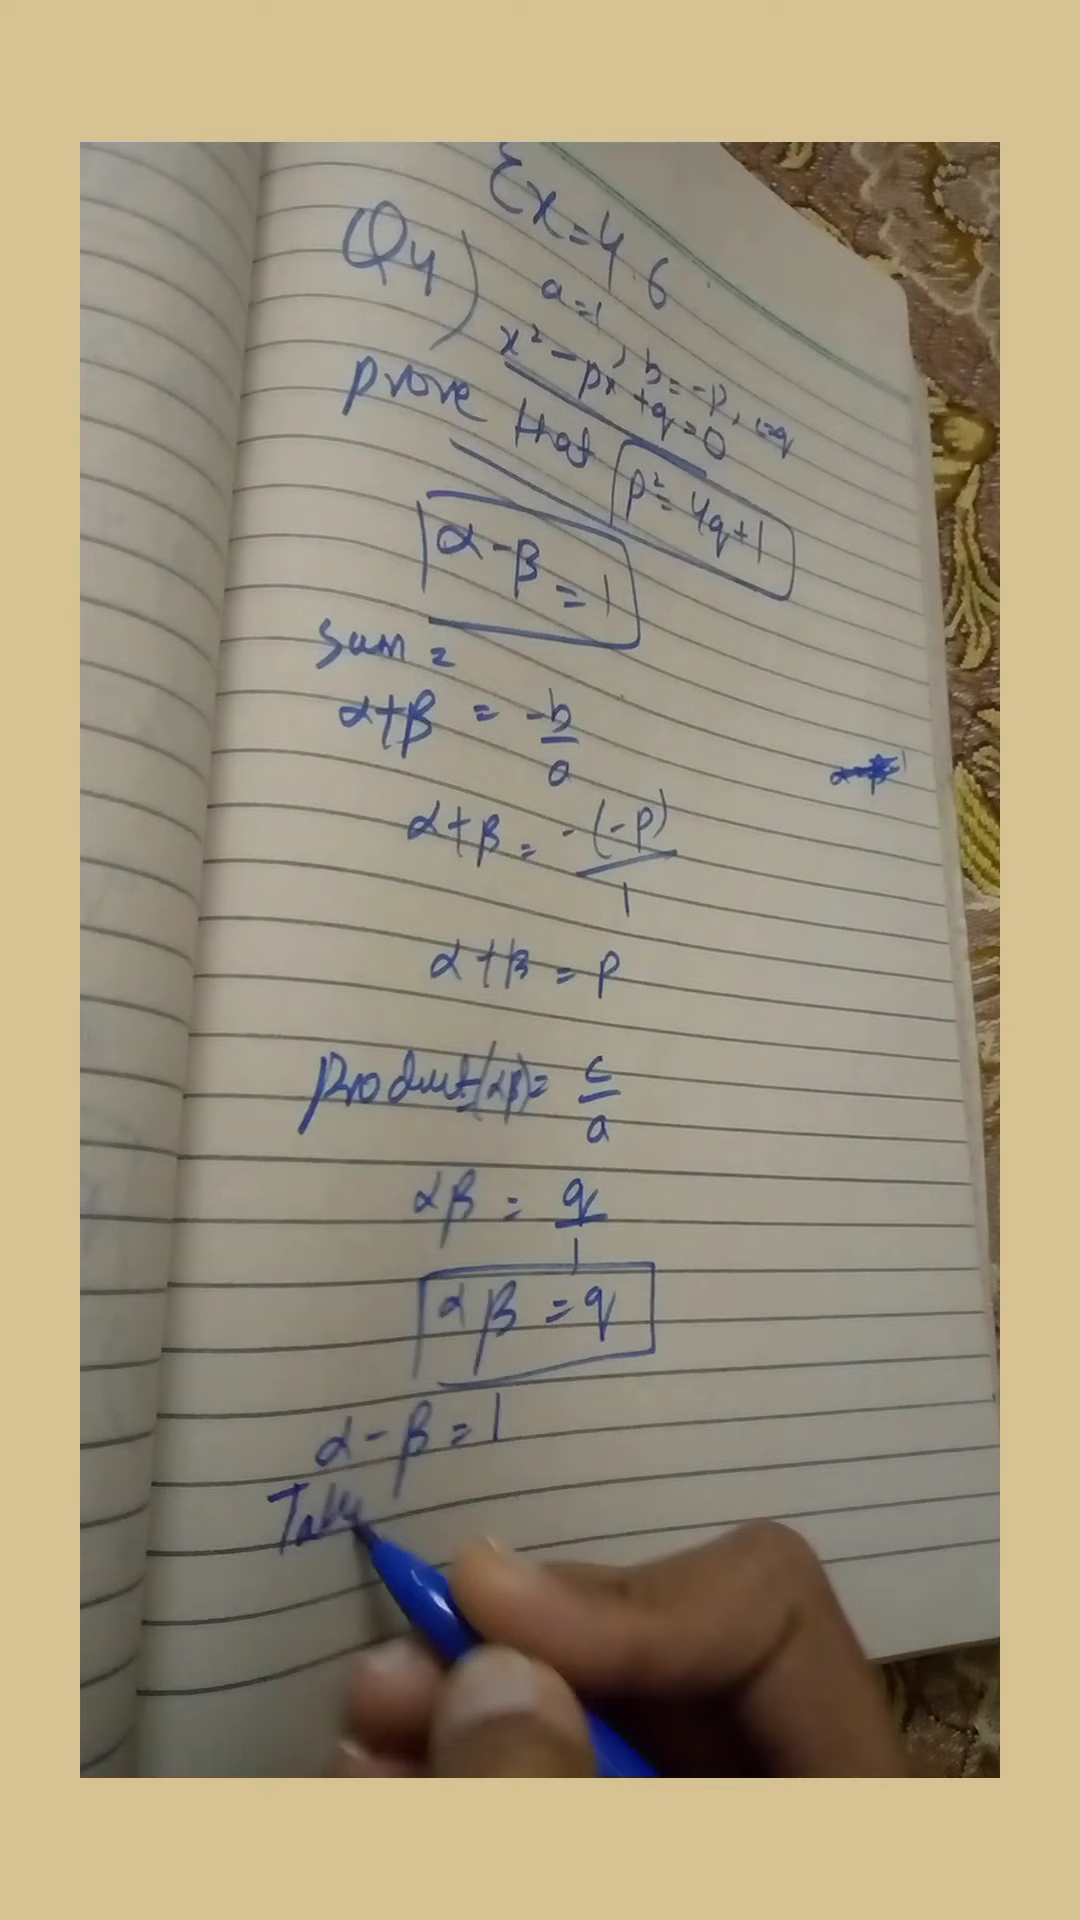 Ex = 4.6
Q4)
a=1, b=-p, c=q
x² - px + q = 0
prove that p² = 4q+1
α - β = 1
Sum =
α+β = -b/a
α+β = -(-p)/1
α+β = p
Product(αβ) = c/a
αβ = q/1
αβ = q
α - β = 1